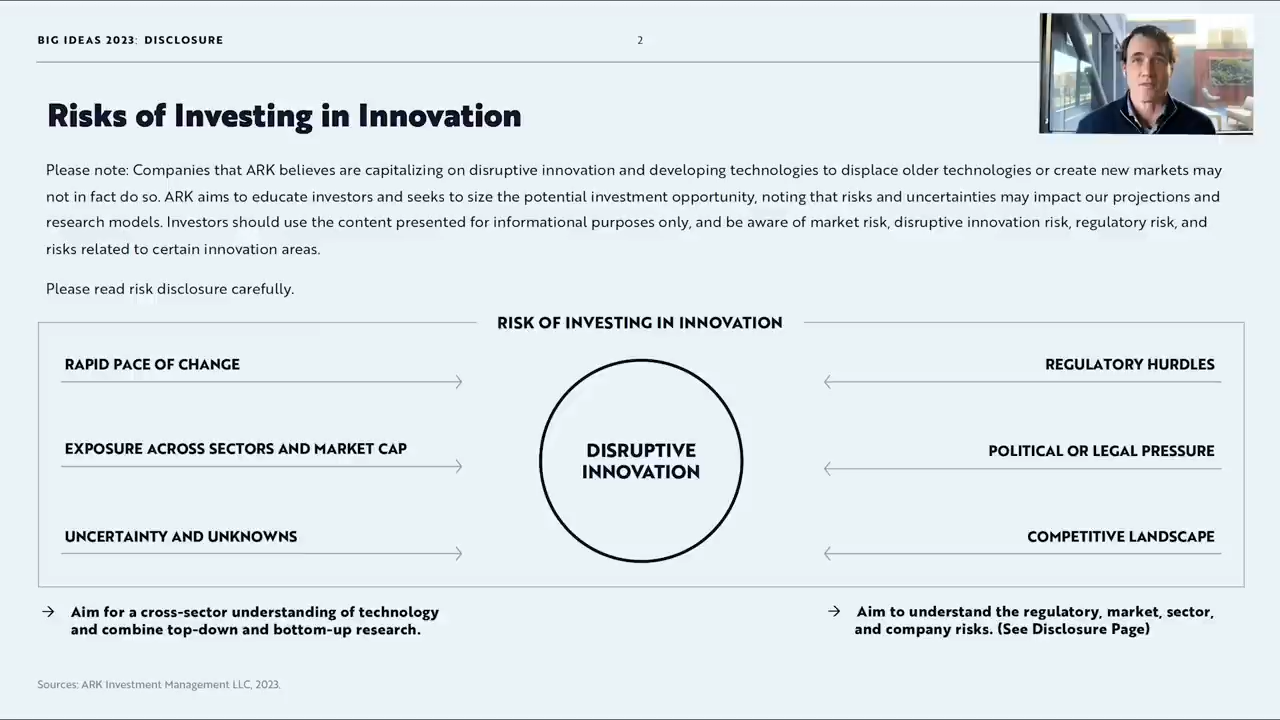 BIG IDEAS 2023: DISCLOSURE
2
Risks of Investing in Innovation
Please note: Companies that ARK believes are capitalizing on disruptive innovation and developing technologies to displace older technologies or create new markets may
not in fact do so. ARK aims to educate investors and seeks to size the potential investment opportunity, noting that risks and uncertainties may impact our projections and
research models. Investors should use the content presented for informational purposes only, and be aware of market risk, disruptive innovation risk, regulatory risk, and
risks related to certain innovation areas.
Please read risk disclosure carefully.
RISK OF INVESTING IN INNOVATION
RAPID PACE OF CHANGE
EXPOSURE ACROSS SECTORS AND MARKET CAP
UNCERTAINTY AND UNKNOWNS
DISRUPTIVE
INNOVATION
REGULATORY HURDLES
POLITICAL OR LEGAL PRESSURE
COMPETITIVE LANDSCAPE
Aim for a cross-sector understanding of technology
and combine top-down and bottom-up research.
Aim to understand the regulatory, market, sector,
and company risks. (See Disclosure Page)
Sources: ARK Investment Management LLC, 2023.